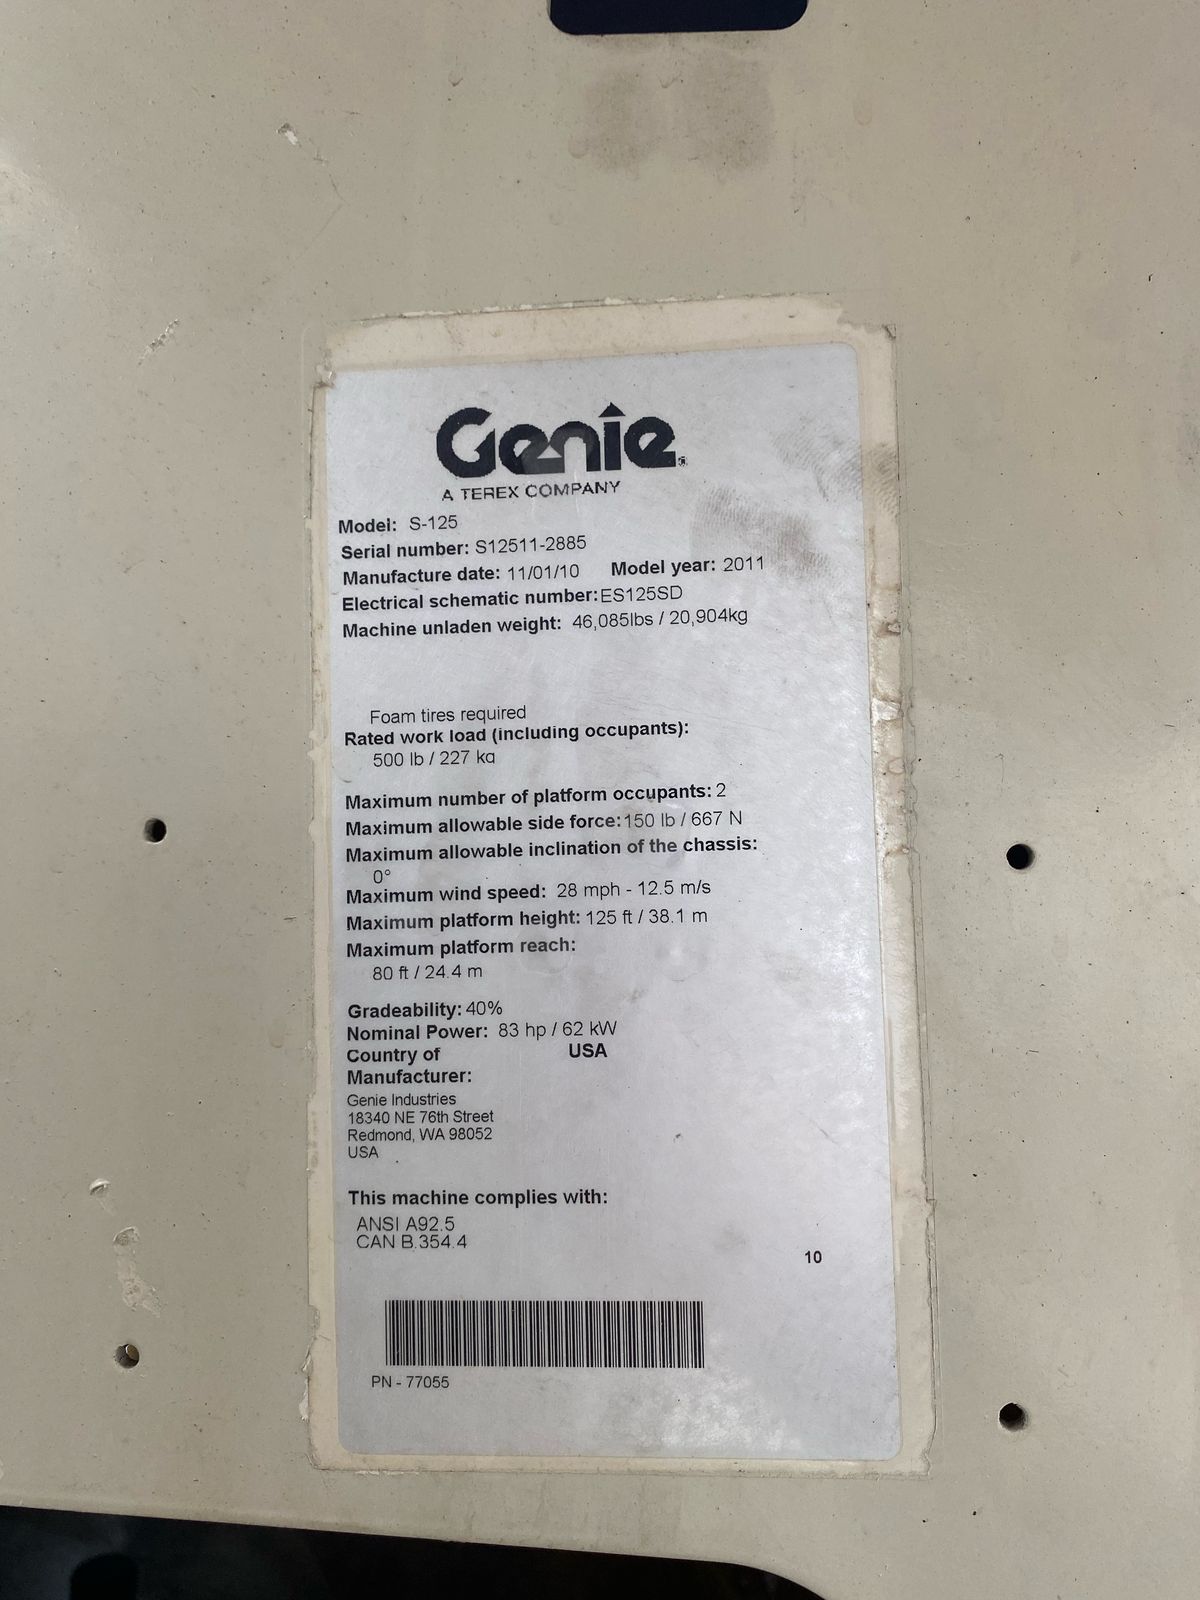 Genie
A TEREX COMPANY
Model: S-125
Serial number: S12511-2885
Manufacture date: 11/01/10 Model year: 2011
Electrical schematic number: ES125SD
Machine unladen weight: 46,085lbs / 20,904kg
Foam tires required
Rated work load (including occupants):
500 lb / 227 kg
Maximum number of platform occupants: 2
Maximum allowable side force: 150 lb / 667 N
Maximum allowable inclination of the chassis:
0°
Maximum wind speed: 28 mph - 12.5 m/s
Maximum platform height: 125 ft / 38.1 m
Maximum platform reach:
80 ft / 24.4 m
Gradeability: 40%
Nominal Power: 83 hp / 62 kW
Country of USA
Manufacturer:
Genie Industries
18340 NE 76th Street
Redmond, WA 98052
USA
This machine complies with:
ANSI A92.5
CAN B.354.4
10
PN - 77055